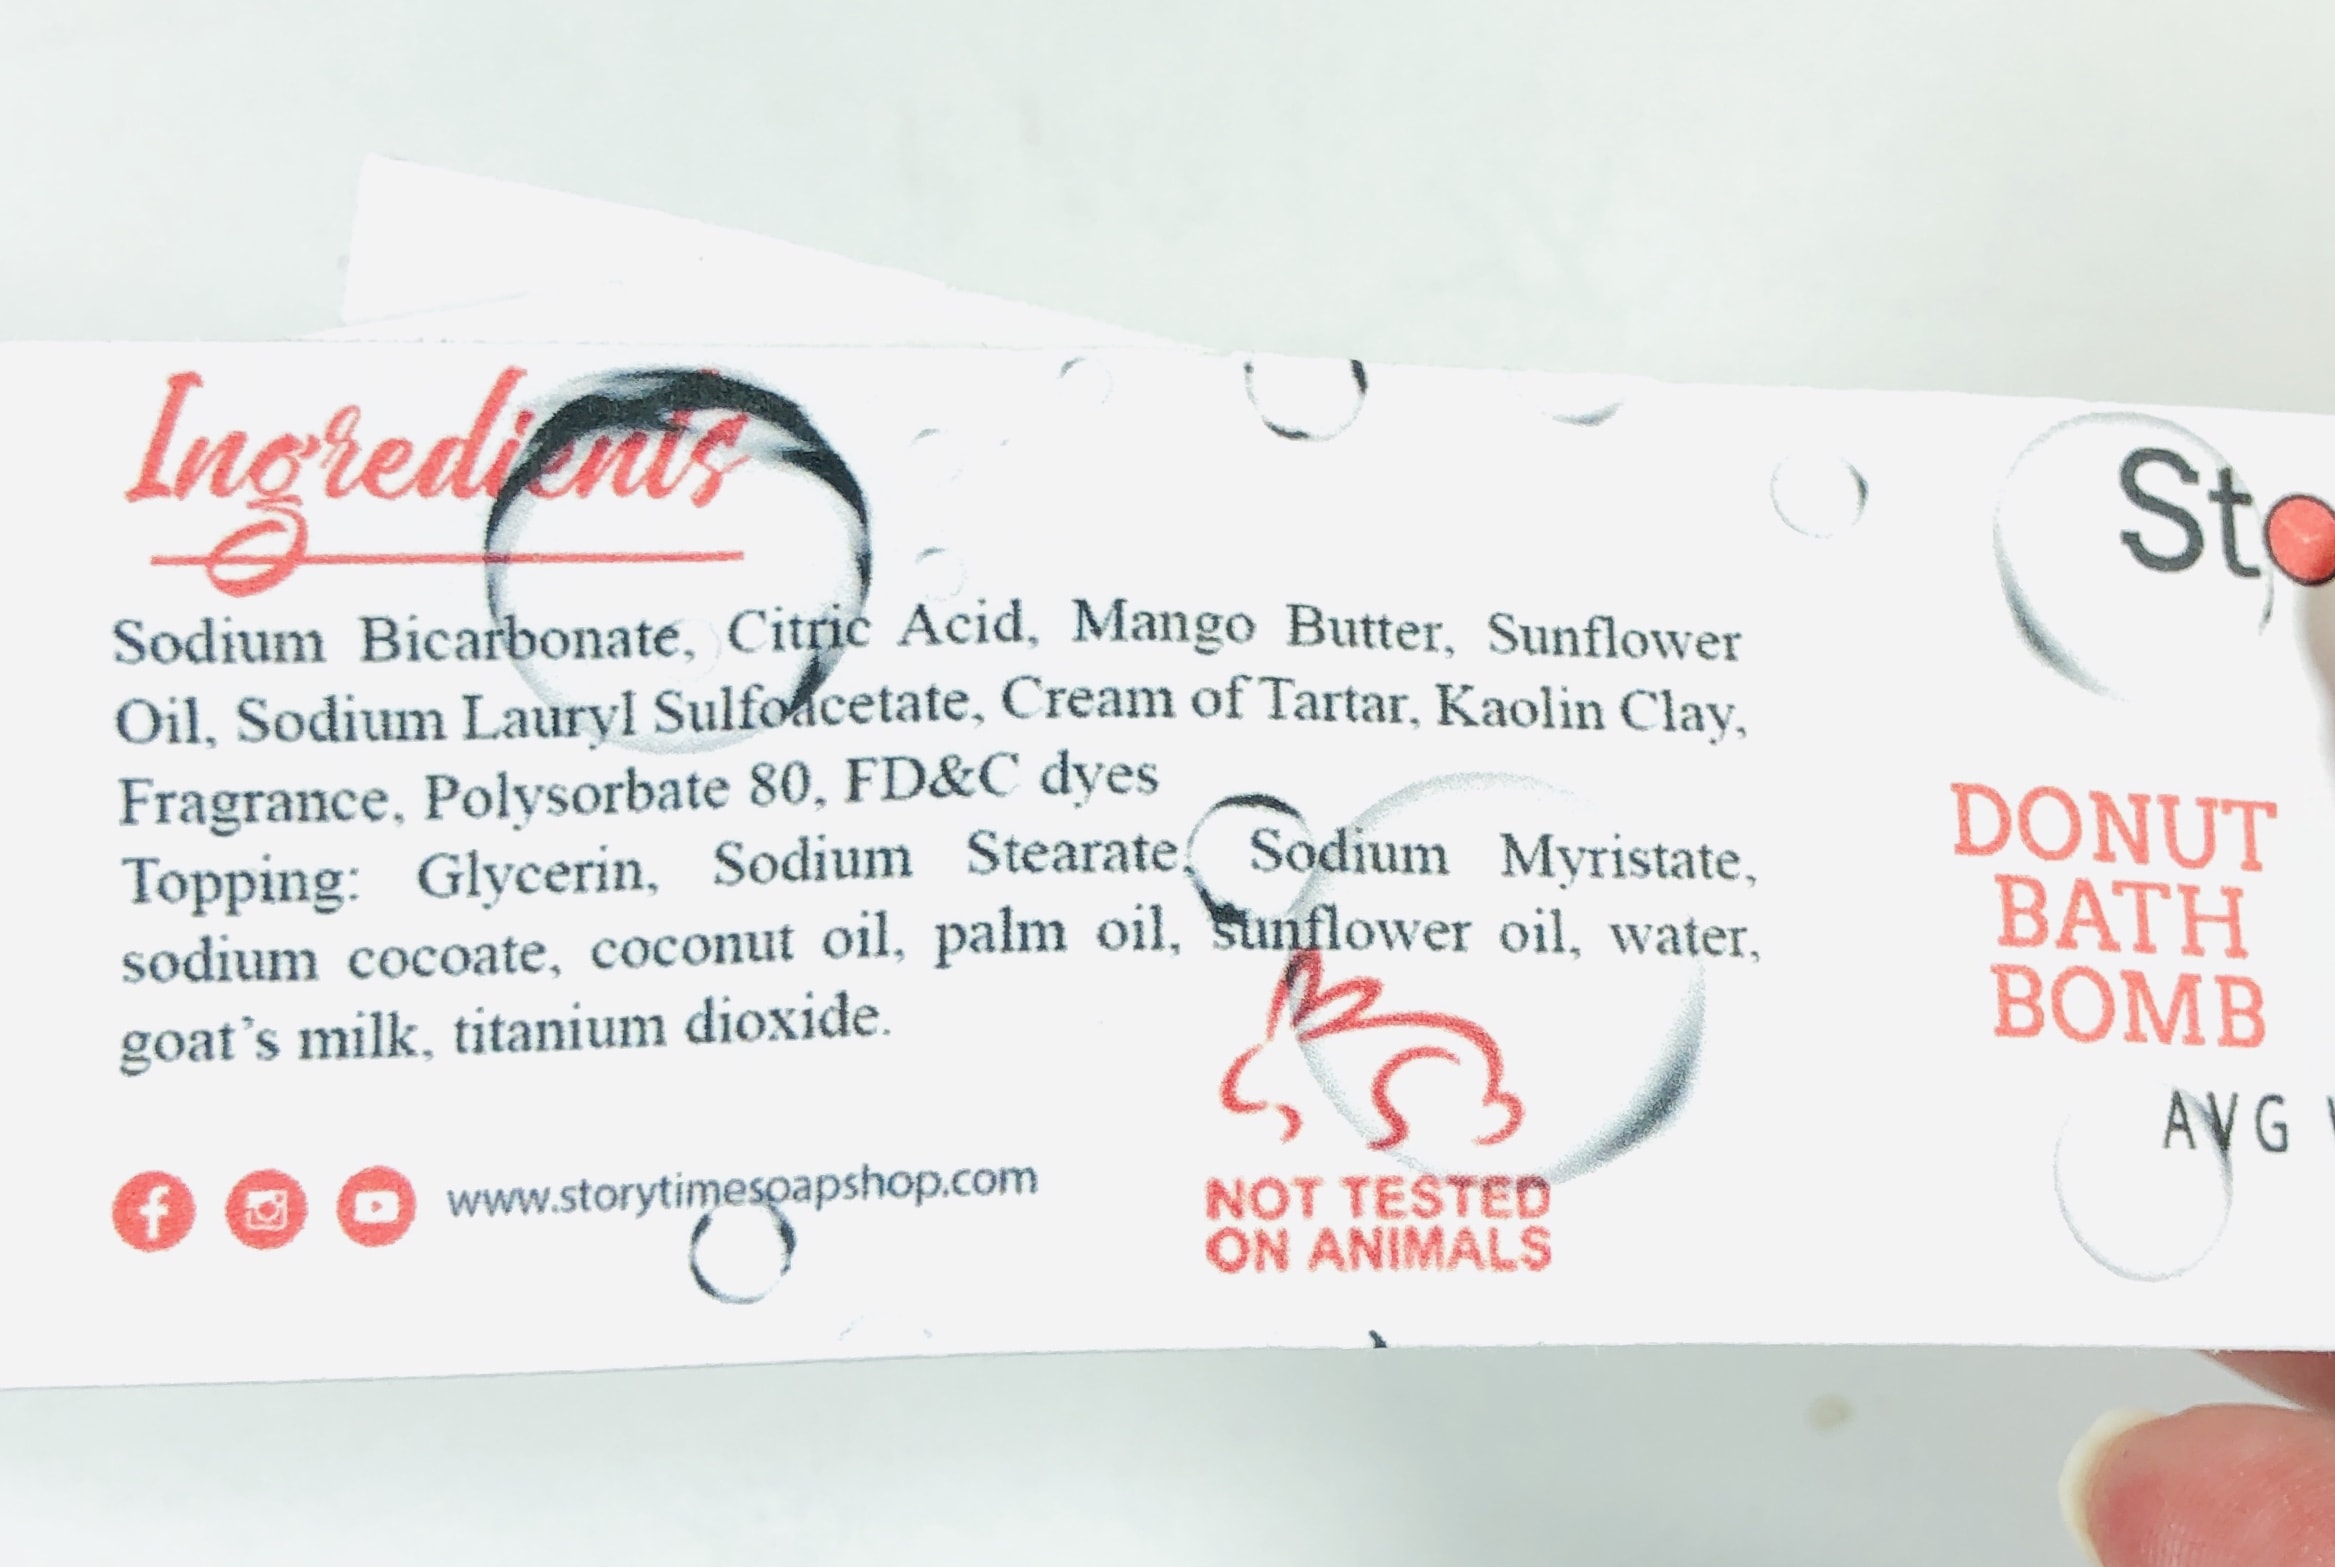 Ingredients
Sodium Bicarbonate, Citric Acid, Mango Butter, Sunflower
Oil, Sodium Lauryl Sulfoacetate, Cream of Tartar, Kaolin Clay,
Fragrance, Polysorbate 80, FD&C dyes
Topping: Glycerin, Sodium Stearate, Sodium Myristate,
sodium cocoate, coconut oil, palm oil, sunflower oil, water,
goat's milk, titanium dioxide.
www.storytimesoapshop.com
NOT TESTED
ON ANIMALS
Sto
DONUT
BATH
BOMB
AVG